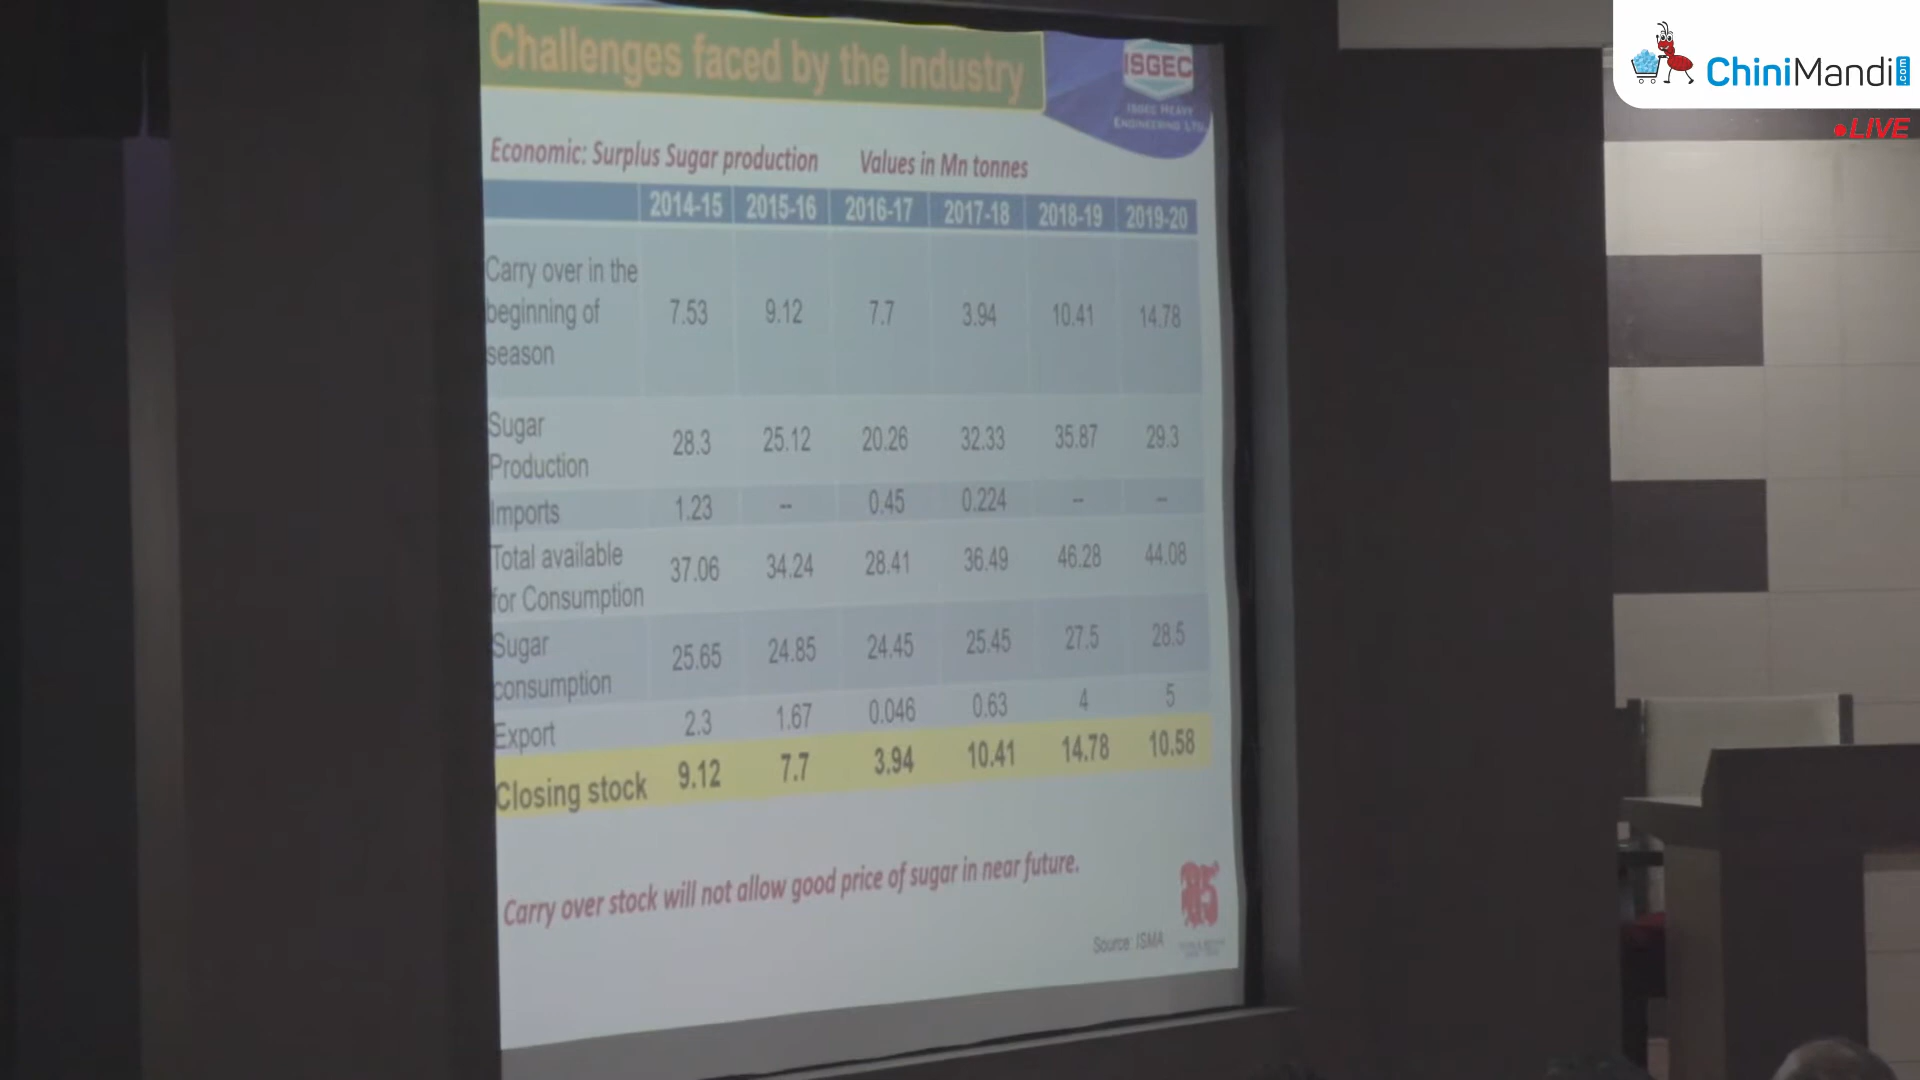 Challenges faced by the Industry
ISGEC
ISGEC HEAVY
ENGINEERING LTD.
ChiniMandi.com
LIVE
Economic: Surplus Sugar production Values in Mn tonnes
2014-15 2015-16 2016-17 2017-18 2018-19 2019-20
Carry over in the
beginning of
season
7.53 9.12 7.7 3.94 10.41 14.78
Sugar
Production
28.3 25.12 20.26 32.33 35.87 29.3
Imports 1.23 -- 0.45 0.224 -- --
Total available
for Consumption
37.06 34.24 28.41 36.49 46.28 44.08
Sugar
consumption
25.65 24.85 24.45 25.45 27.5 28.5
Export 2.3 1.67 0.046 0.63 4 5
Closing stock 9.12 7.7 3.94 10.41 14.78 10.58
Carry over stock will not allow good price of sugar in near future.
85
Source: ISMA